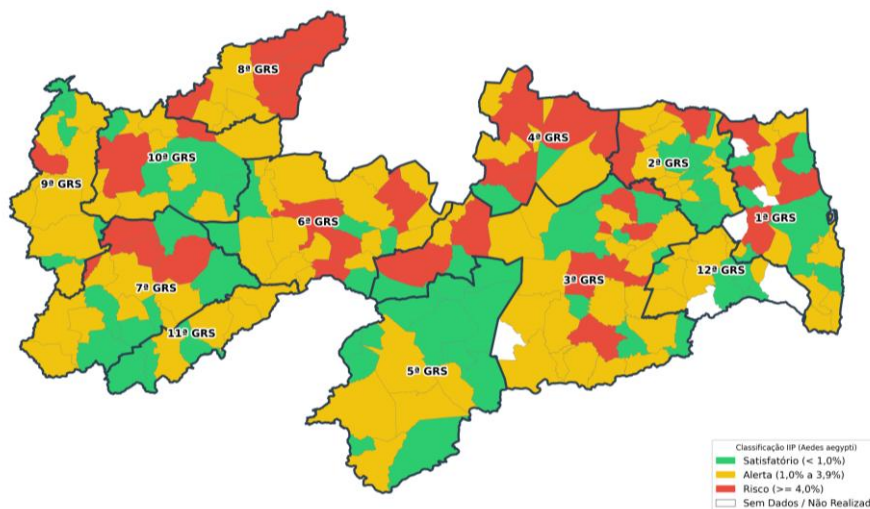 8ª GRS
4ª GRS
10ª GRS
2ª GRS
9ª GRS
6ª GRS
1ª GRS
12ª GRS
3ª GRS
7ª GRS
11ª GRS
5ª GRS
Classificação IIP (Aedes aegypti)
Satisfatório (< 1,0%)
Alerta (1,0% a 3,9%)
Risco (>= 4,0%)
Sem Dados / Não Realizad